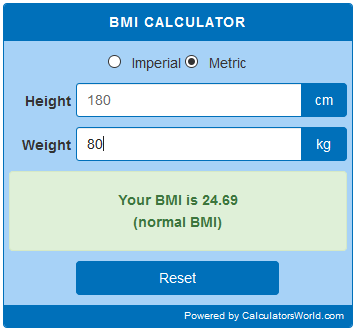 BMI CALCULATOR
Imperial Metric
Height 180 cm
Weight 80 kg
Your BMI is 24.69
(normal BMI)
Reset
Powered by CalculatorsWorld.com